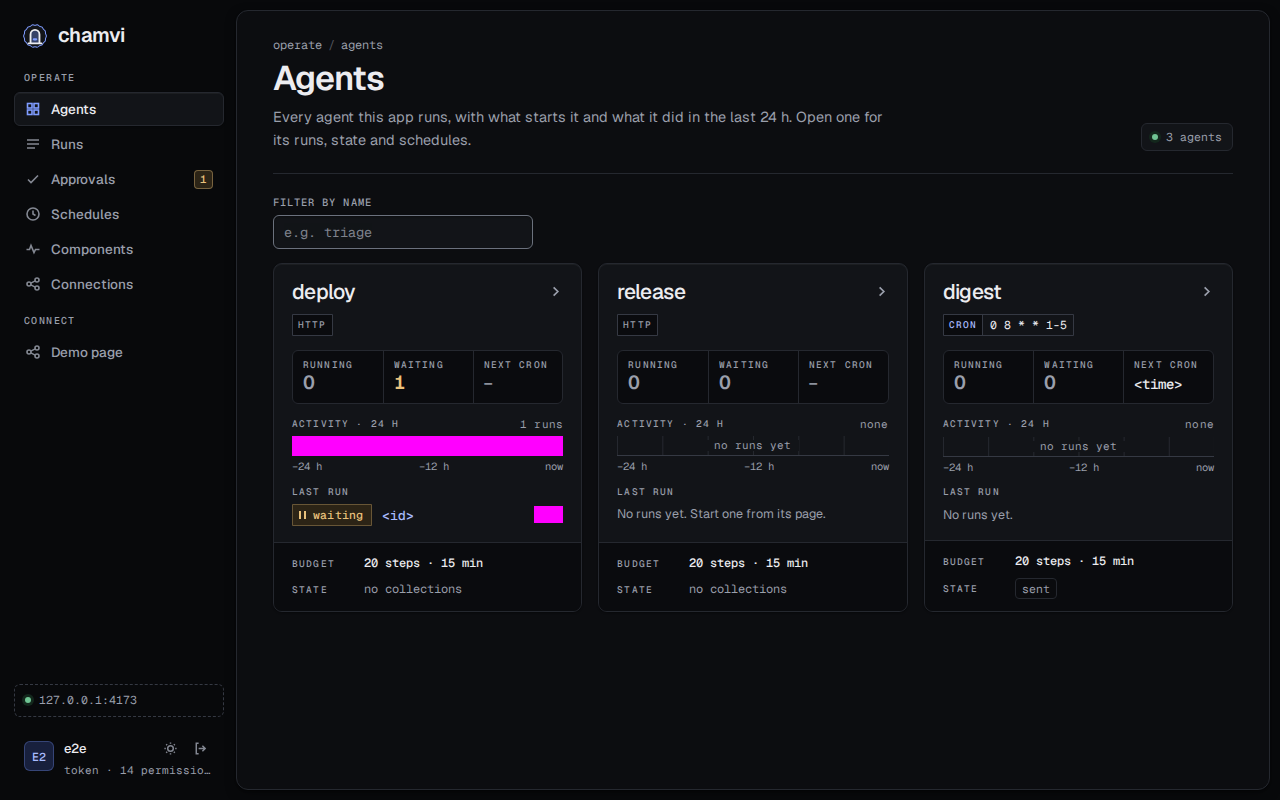 chamvi
OPERATE
Agents
Runs
Approvals 1
Schedules
Components
Connections
CONNECT
Demo page
127.0.0.1:4173
E2 e2e
token · 14 permissio…
operate / agents
Agents
Every agent this app runs, with what starts it and what it did in the last 24 h. Open one for
its runs, state and schedules.
3 agents
FILTER BY NAME
e.g. triage
deploy
HTTP
RUNNING WAITING NEXT CRON
0 1 –
ACTIVITY · 24 H 1 runs
−24 h −12 h now
LAST RUN
waiting <id>
BUDGET 20 steps · 15 min
STATE no collections
release
HTTP
RUNNING WAITING NEXT CRON
0 0 –
ACTIVITY · 24 H none
no runs yet
−24 h −12 h now
LAST RUN
No runs yet. Start one from its page.
BUDGET 20 steps · 15 min
STATE no collections
digest
CRON 0 8 * * 1-5
RUNNING WAITING NEXT CRON
0 0 <time>
ACTIVITY · 24 H none
no runs yet
−24 h −12 h now
LAST RUN
No runs yet.
BUDGET 20 steps · 15 min
STATE sent